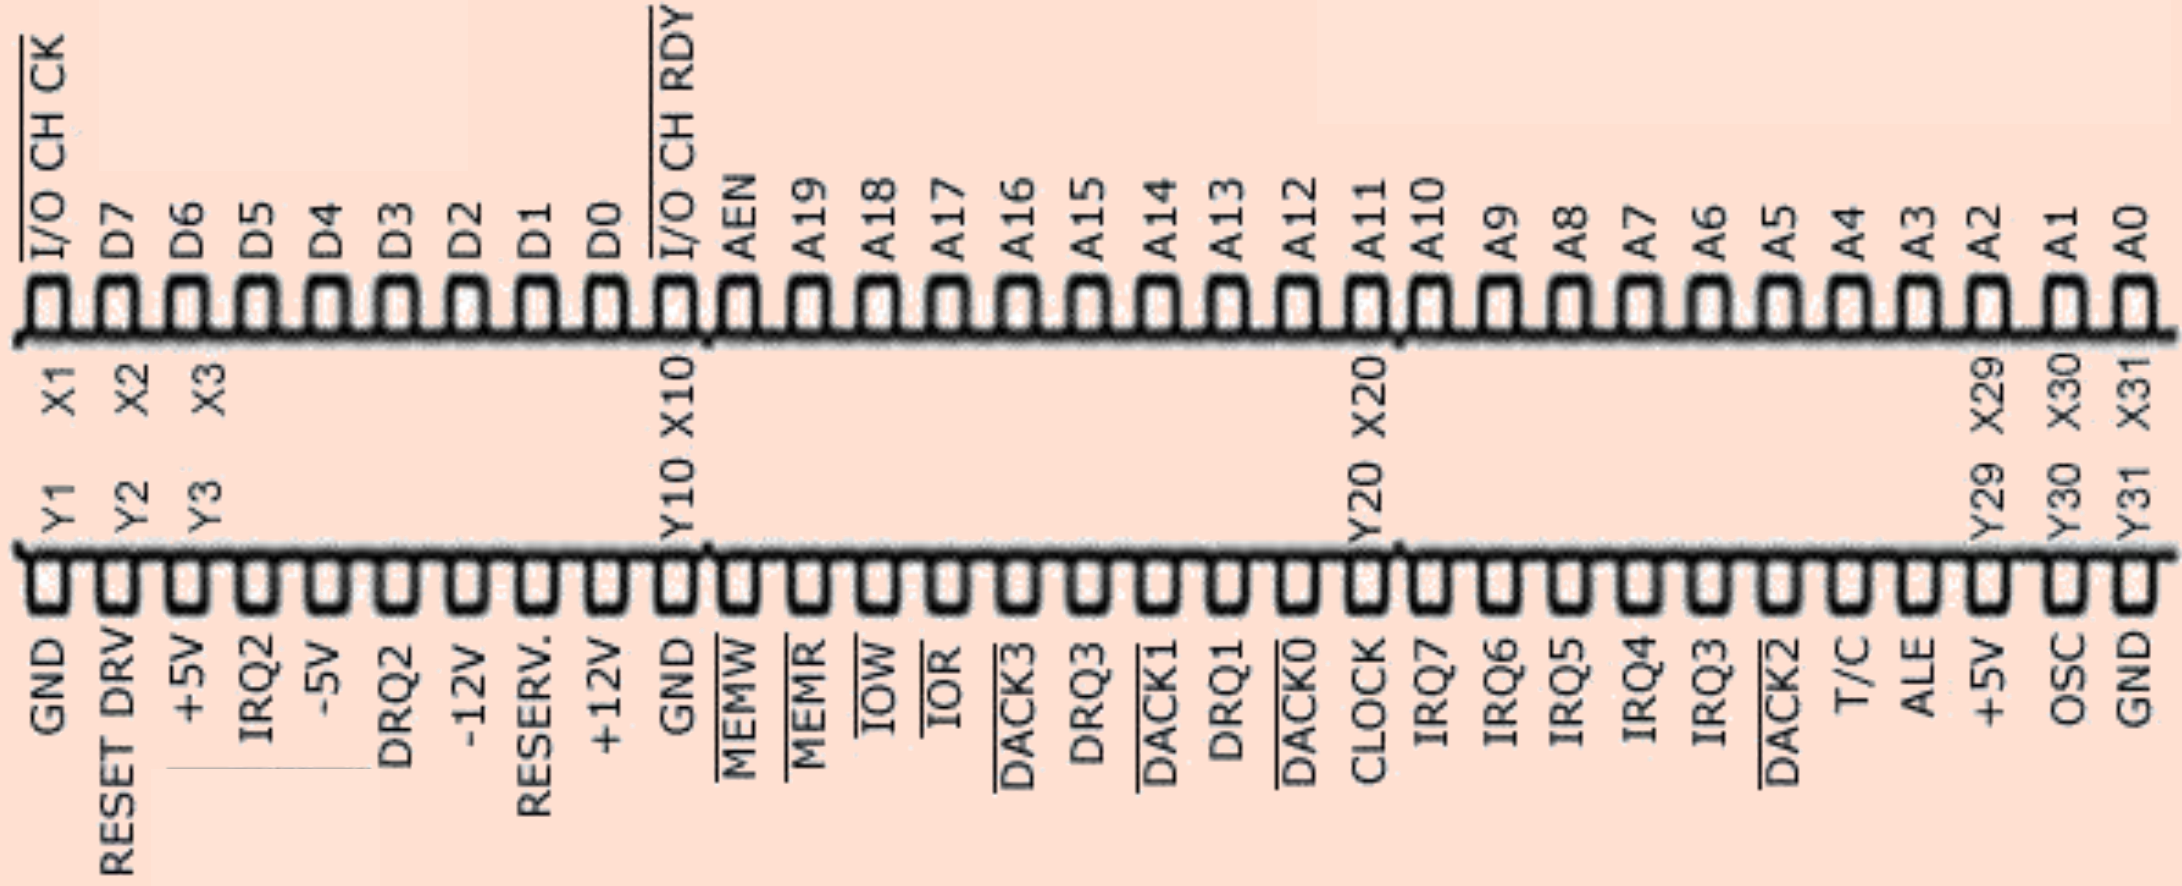 I/O CH CK
D7
D6
D5
D4
D3
D2
D1
D0
I/O CH RDY
AEN
A19
A18
A17
A16
A15
A14
A13
A12
A11
A10
A9
A8
A7
A6
A5
A4
A3
A2
A1
A0
X1
X2
X3
X10
X20
X29
X30
X31
Y1
Y2
Y3
Y10
Y20
Y29
Y30
Y31
GND
RESET DRV
+5V
IRQ2
-5V
DRQ2
-12V
RESERV.
+12V
GND
MEMW
MEMR
IOW
IOR
DACK3
DRQ3
DACK1
DRQ1
DACK0
CLOCK
IRQ7
IRQ6
IRQ5
IRQ4
IRQ3
DACK2
T/C
ALE
+5V
OSC
GND